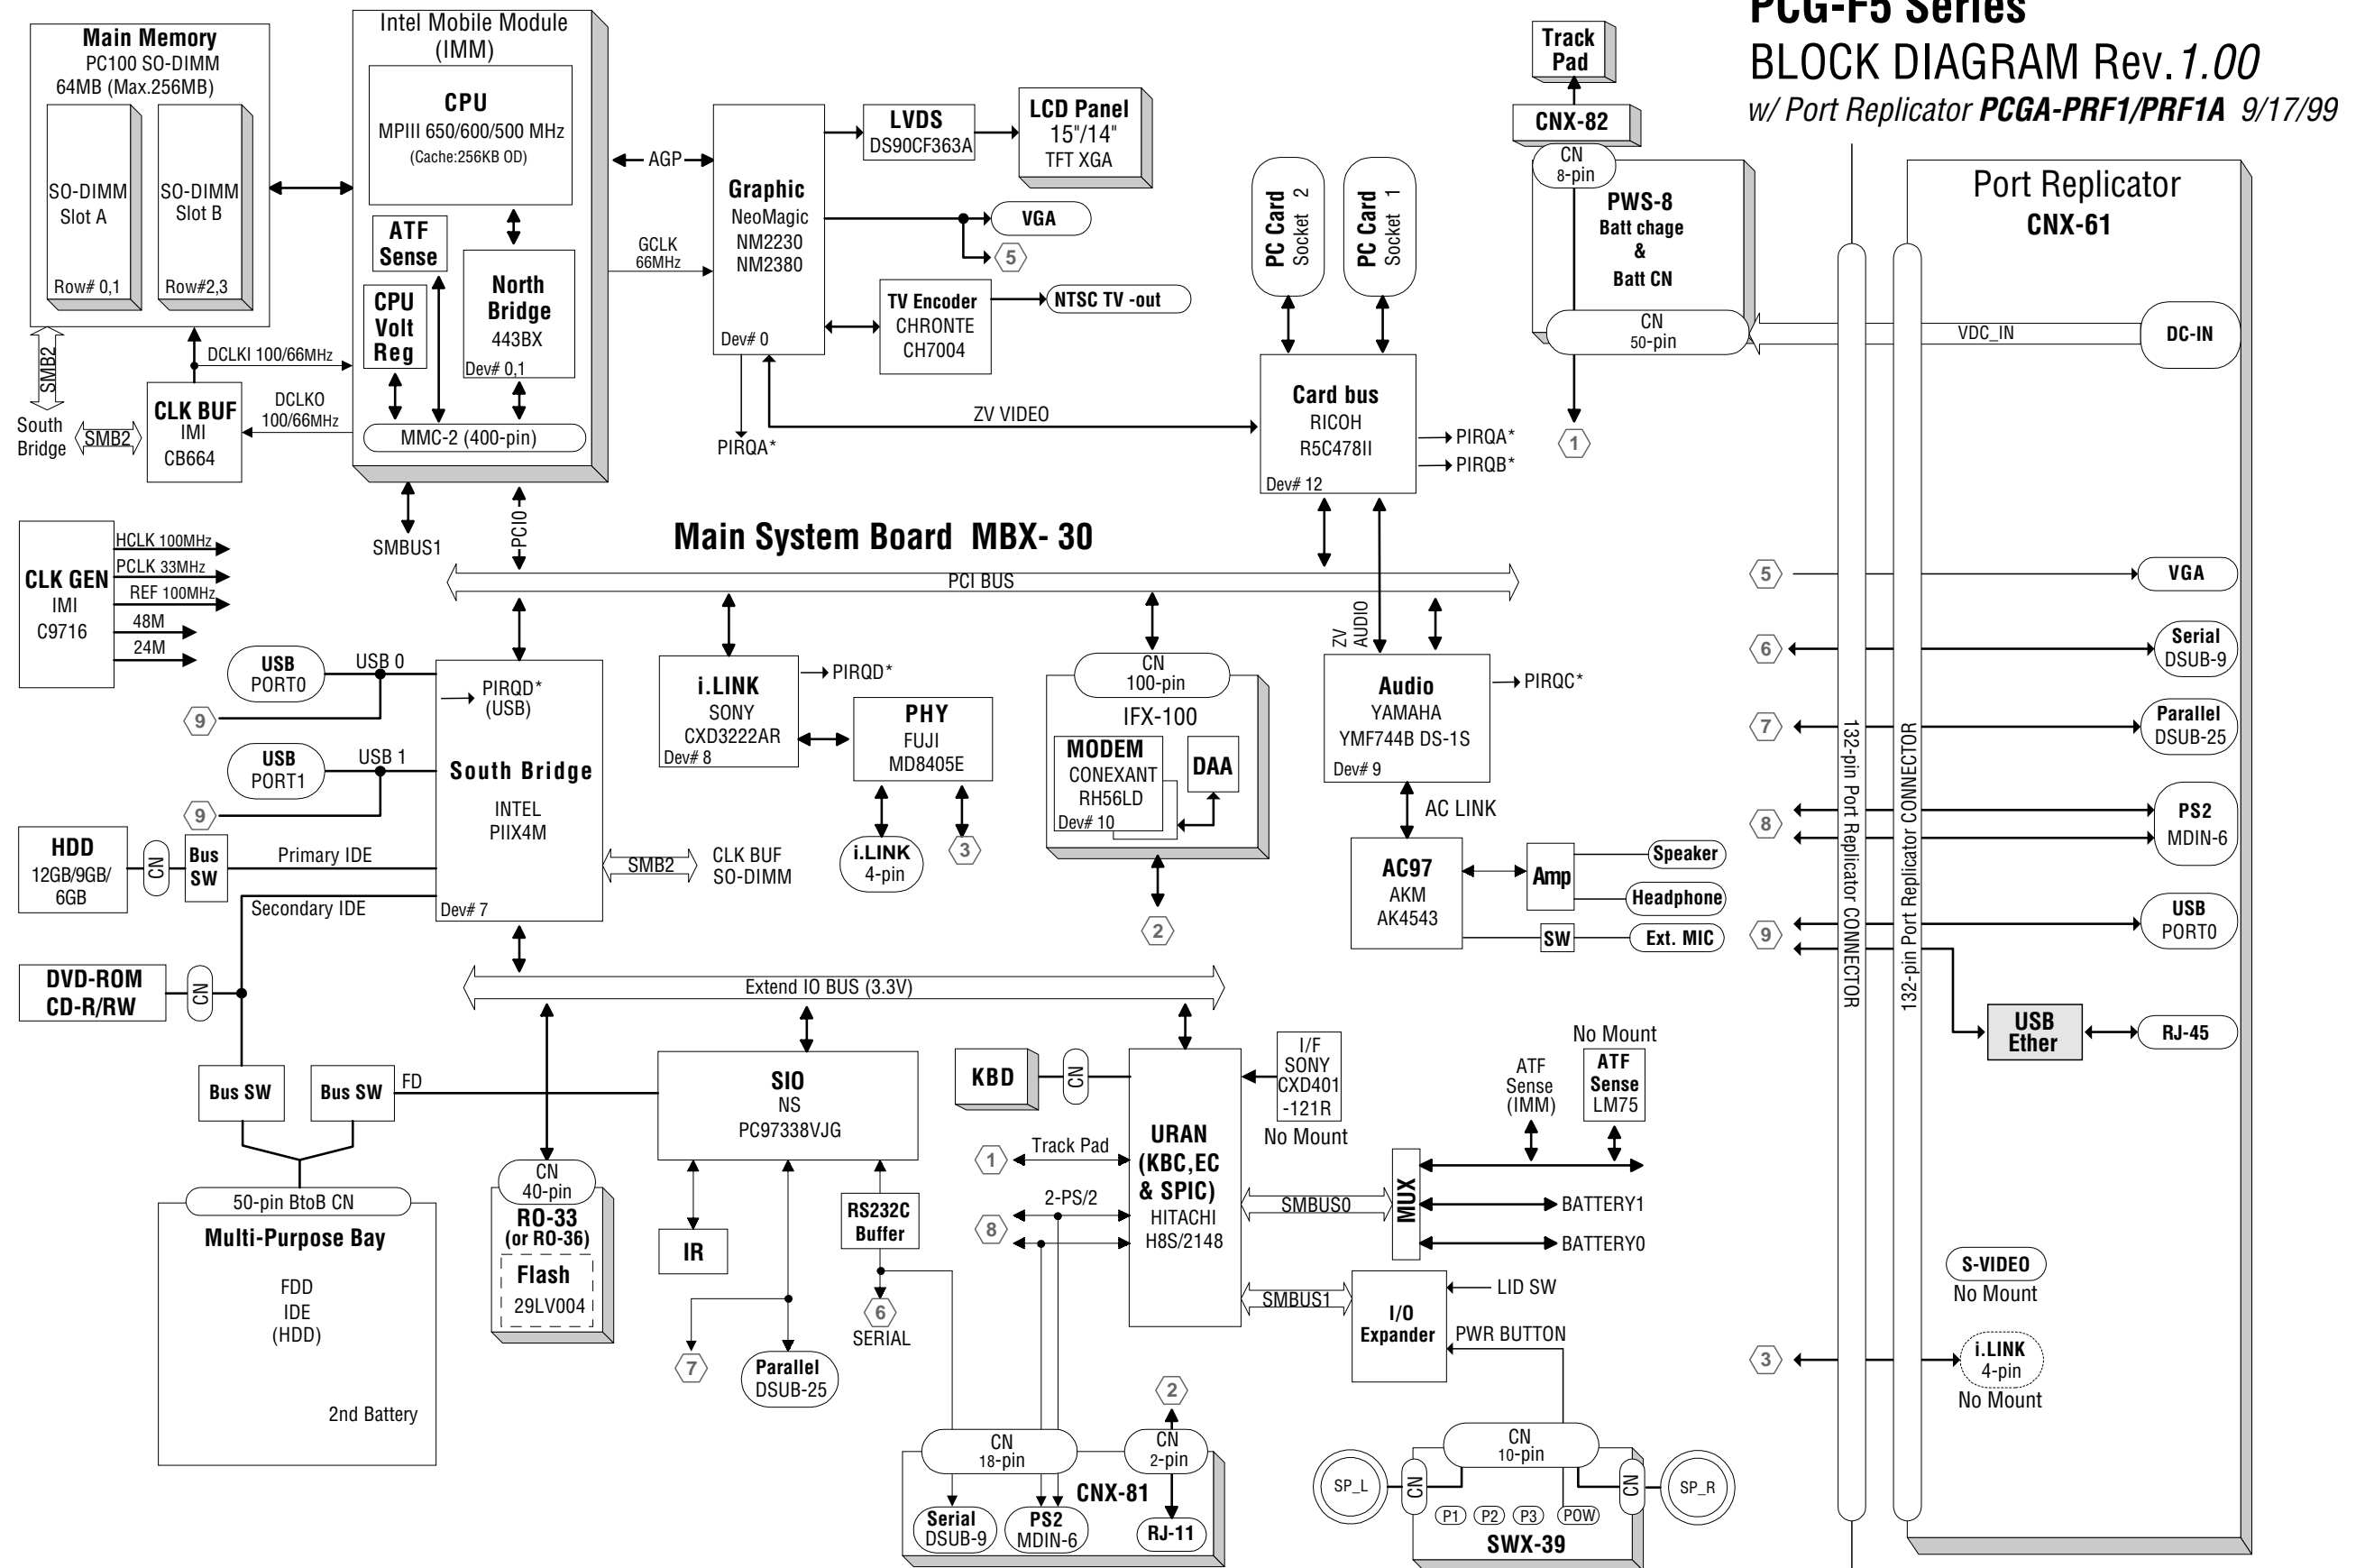 PCG-F5 Series
BLOCK DIAGRAM Rev.1.00
w/ Port Replicator PCGA-PRF1/PRF1A 9/17/99
Main Memory
PC100 SO-DIMM
64MB (Max.256MB)
SO-DIMM
Slot A
Row# 0,1
SO-DIMM
Slot B
Row#2,3
SMB2
South
Bridge
SMB2
CLK BUF
IMI
CB664
DCLKI 100/66MHz
DCLKO
100/66MHz
Intel Mobile Module
(IMM)
CPU
MPIII 650/600/500 MHz
(Cache:256KB OD)
ATF
Sense
CPU
Volt
Reg
North
Bridge
443BX
Dev# 0,1
MMC-2 (400-pin)
SMBUS1
PCI0
AGP
GCLK
66MHz
Graphic
NeoMagic
NM2230
NM2380
Dev# 0
PIRQA*
LVDS
DS90CF363A
LCD Panel
15"/14"
TFT XGA
VGA
5
TV Encoder
CHRONTE
CH7004
NTSC TV -out
ZV VIDEO
PC Card
Socket 2
PC Card
Socket 1
Card bus
RICOH
R5C478II
Dev# 12
PIRQA*
PIRQB*
Track
Pad
CNX-82
CN
8-pin
PWS-8
Batt chage
&
Batt CN
CN
50-pin
1
Port Replicator
CNX-61
VDC_IN
DC-IN
CLK GEN
IMI
C9716
HCLK 100MHz
PCLK 33MHz
REF 100MHz
48M
24M
Main System Board MBX- 30
PCI BUS
USB
PORT0
USB 0
9
USB
PORT1
USB 1
9
PIRQD*
(USB)
South Bridge
INTEL
PIIX4M
Dev# 7
HDD
12GB/9GB/
6GB
CN
Bus
SW
Primary IDE
Secondary IDE
SMB2
CLK BUF
SO-DIMM
i.LINK
SONY
CXD3222AR
Dev# 8
PIRQD*
PHY
FUJI
MD8405E
i.LINK
4-pin
3
CN
100-pin
IFX-100
MODEM
CONEXANT
RH56LD
Dev# 10
DAA
2
ZV
AUDIO
Audio
YAMAHA
YMF744B DS-1S
Dev# 9
PIRQC*
AC LINK
AC97
AKM
AK4543
Amp
Speaker
Headphone
SW
Ext. MIC
DVD-ROM
CD-R/RW
CN
Extend IO BUS (3.3V)
Bus SW
Bus SW
FD
50-pin BtoB CN
Multi-Purpose Bay
FDD
IDE
(HDD)
2nd Battery
CN
40-pin
RO-33
(or RO-36)
Flash
29LV004
SIO
NS
PC97338VJG
IR
7
Parallel
DSUB-25
RS232C
Buffer
6
SERIAL
KBD
CN
1
Track Pad
2-PS/2
8
URAN
(KBC,EC
& SPIC)
HITACHI
H8S/2148
I/F
SONY
CXD401
-121R
No Mount
SMBUS0
MUX
ATF
Sense
(IMM)
No Mount
ATF
Sense
LM75
BATTERY1
BATTERY0
SMBUS1
I/O
Expander
LID SW
PWR BUTTON
2
CN
18-pin
CN
2-pin
CNX-81
Serial
DSUB-9
PS2
MDIN-6
RJ-11
CN
10-pin
SP_L
CN
P1
P2
P3
POW
CN
SP_R
SWX-39
132-pin Port Replicator CONNECTOR
132-pin Port Replicator CONNECTOR
5
VGA
6
Serial
DSUB-9
7
Parallel
DSUB-25
8
PS2
MDIN-6
9
USB
PORT0
USB
Ether
RJ-45
S-VIDEO
No Mount
3
i.LINK
4-pin
No Mount